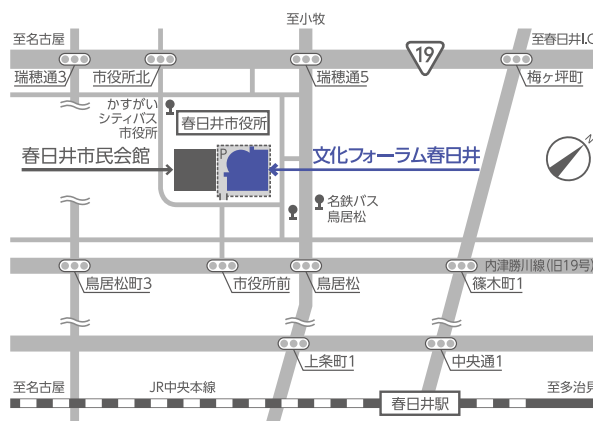 至小牧
至名古屋
19
至春日井I.C
瑞穂通3
市役所北
瑞穂通5
梅ヶ坪町
かすがい
シティバス
市役所
春日井市役所
N
春日井市民会館
P
文化フォーラム春日井
名鉄バス
鳥居松
内津勝川線(旧19号)
鳥居松町3
市役所前
鳥居松
篠木町1
上条町1
中央通1
至名古屋
JR中央本線
春日井駅
至多治見